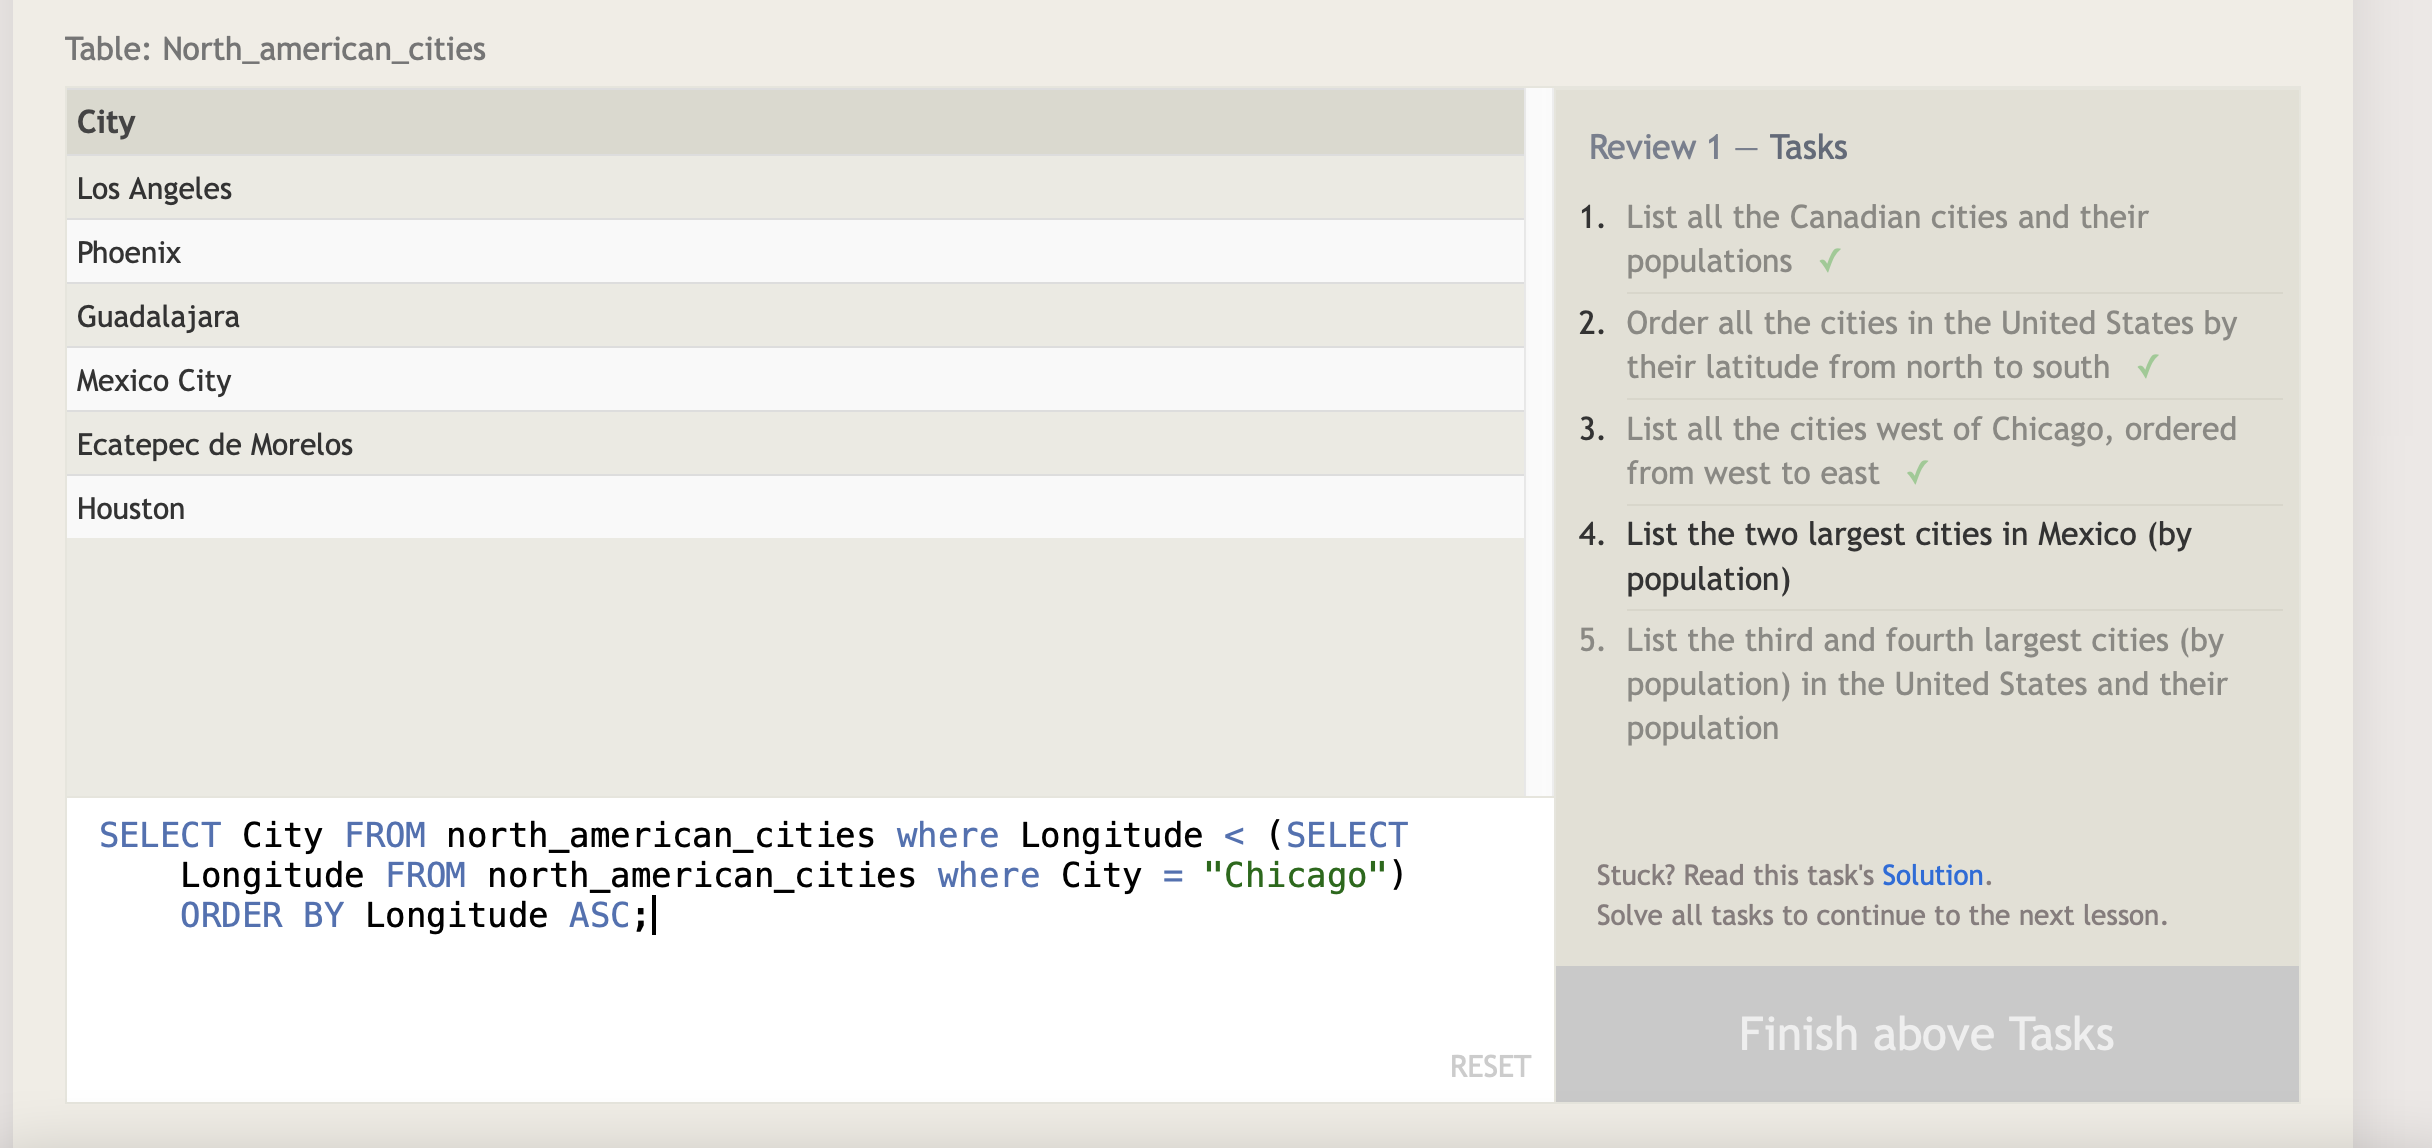 Table: North_american_cities
City
Los Angeles
Phoenix
Guadalajara
Mexico City
Ecatepec de Morelos
Houston
SELECT City FROM north_american_cities where Longitude < (SELECT
Longitude FROM north_american_cities where City = "Chicago")
ORDER BY Longitude ASC;
RESET
Review 1 — Tasks
1. List all the Canadian cities and their
populations ✓
2. Order all the cities in the United States by
their latitude from north to south ✓
3. List all the cities west of Chicago, ordered
from west to east ✓
4. List the two largest cities in Mexico (by
population)
5. List the third and fourth largest cities (by
population) in the United States and their
population
Stuck? Read this task's Solution.
Solve all tasks to continue to the next lesson.
Finish above Tasks